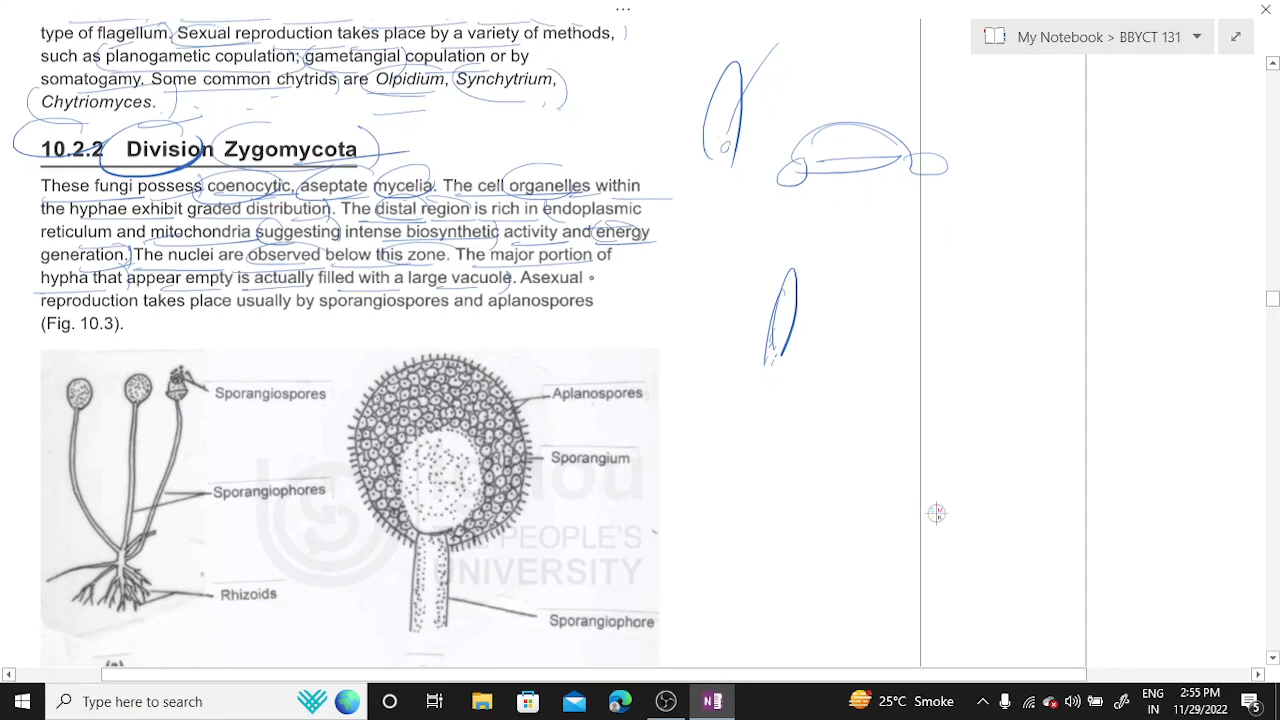 type of flagellum. Sexual reproduction takes place by a variety of methods,
such as planogametic copulation; gametangial copulation or by
somatogamy. Some common chytrids are Olpidium, Synchytrium,
Chytriomyces.
My Notebook > BBYCT 131
10.2.2 Division Zygomycota
These fungi possess coenocytic, aseptate mycelia. The cell organelles within
the hyphae exhibit graded distribution. The distal region is rich in endoplasmic
reticulum and mitochondria suggesting intense biosynthetic activity and energy
generation. The nuclei are observed below this zone. The major portion of
hypha that appear empty is actually filled with a large vacuole. Asexual
reproduction takes place usually by sporangiospores and aplanospores
(Fig. 10.3).
Sporangiospores
Aplanospores
Sporangium
Sporangiophores
THE PEOPLE'S
UNIVERSITY
Rhizoids
Sporangiophore
Type here to search
25°C Smoke
ENG
IN
2:55 PM
11/29/2022
5